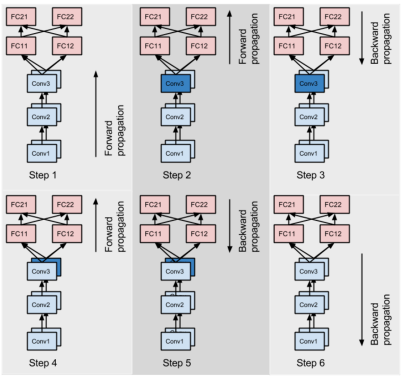 FC21 FC22
FC11 FC12
Conv3
Conv2
Conv1
Forward propagation
Step 1
FC21 FC22
FC11 FC12
Conv3
Conv2
Conv1
Forward propagation
Step 2
FC21 FC22
FC11 FC12
Conv3
Conv2
Conv1
Backward propagation
Step 3
FC21 FC22
FC11 FC12
Conv3
Conv2
Conv1
Forward propagation
Step 4
FC21 FC22
FC11 FC12
Conv3
Conv2
Conv1
Backward propagation
Step 5
FC21 FC22
FC11 FC12
Conv3
Conv2
Conv1
Backward propagation
Step 6